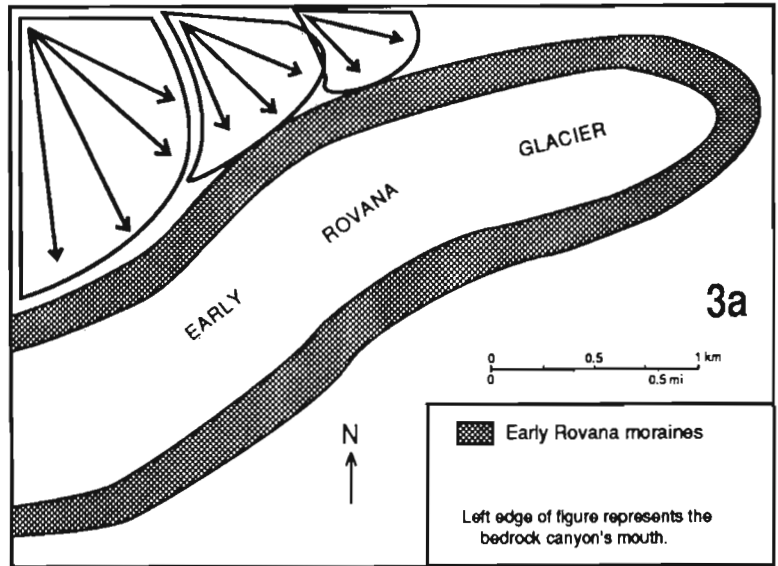 GLACIER
ROVANA
EARLY
3a
0 0.5 1 km
0 0.5 mi
N
Early Rovana moraines
Left edge of figure represents the
bedrock canyon's mouth.